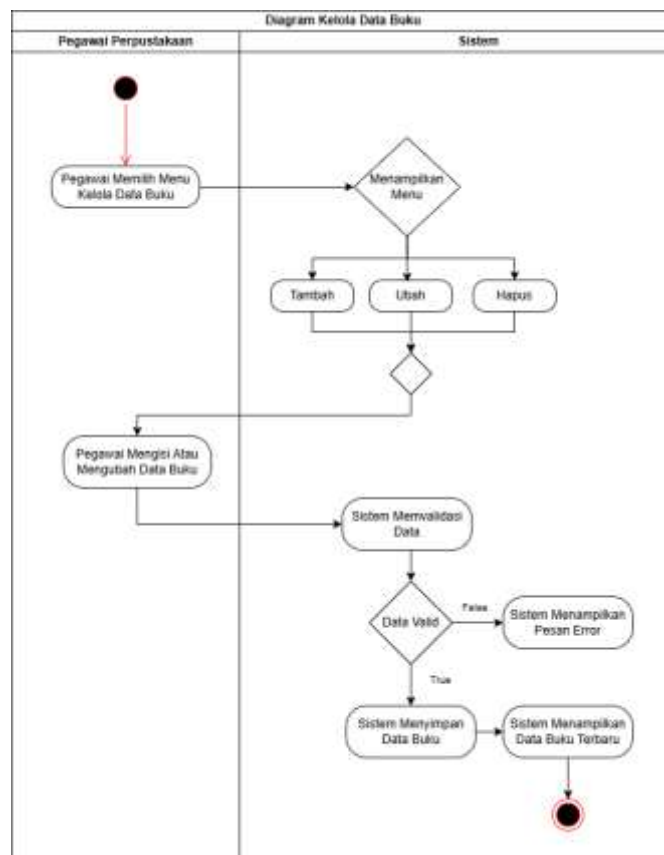 Diagram Kelola Data Buku
Pegawai Perpustakaan
Sistem
Pegawai Memilih Menu
Kelola Data Buku
Menampilkan
Menu
Tambah
Ubah
Hapus
Pegawai Mengisi Atau
Mengubah Data Buku
Sistem Memvalidasi
Data
Data Valid
False
Sistem Menampilkan
Pesan Error
True
Sistem Menyimpan
Data Buku
Sistem Menampilkan
Data Buku Terbaru